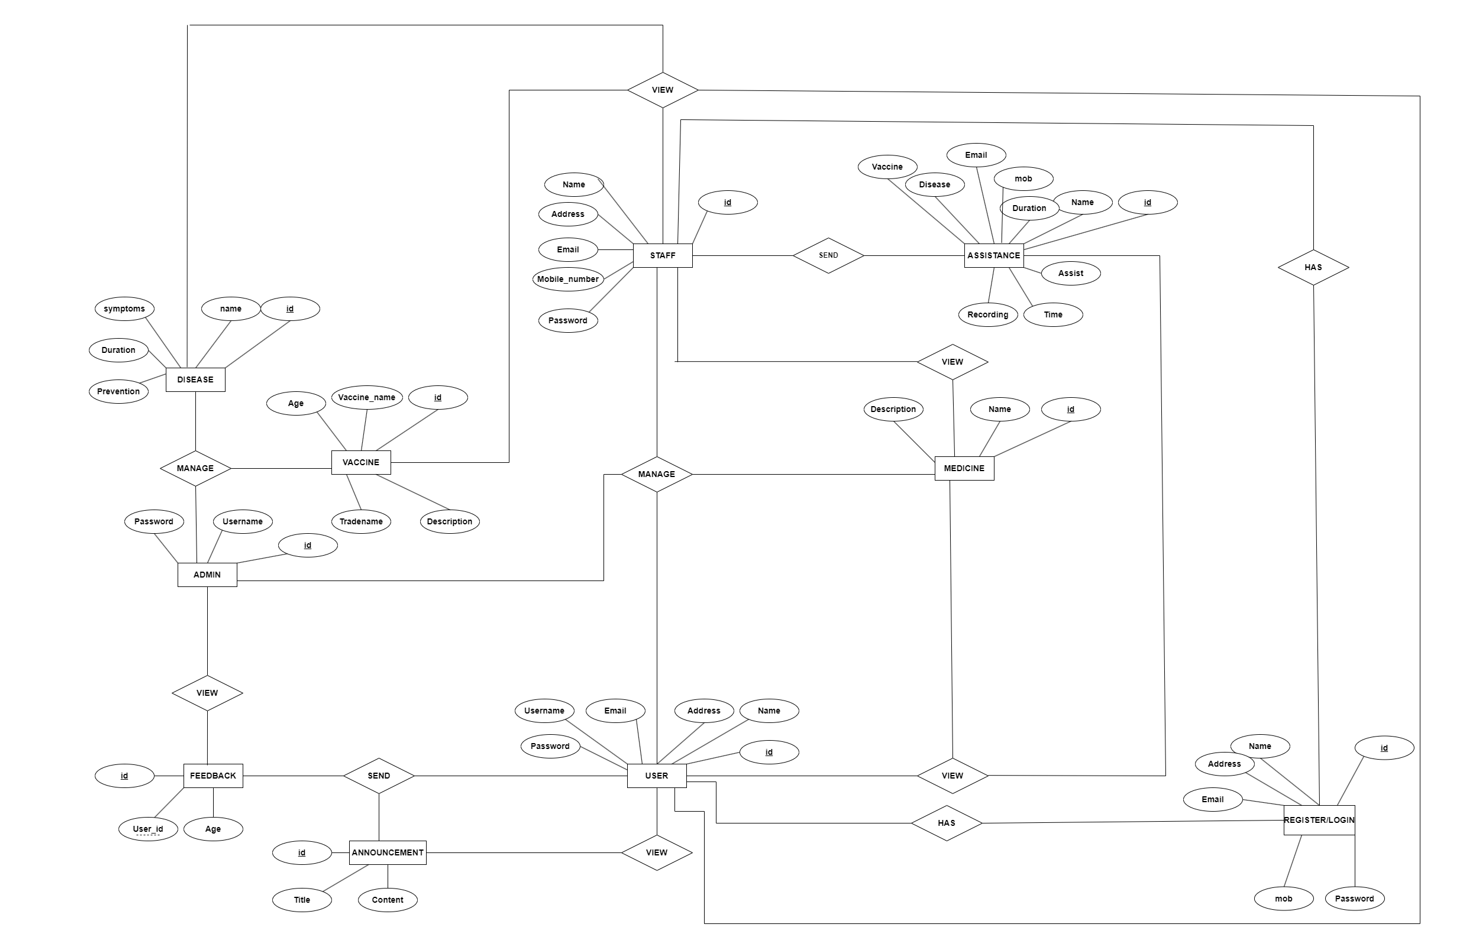 VIEW
Email
Vaccine
mob
Disease
Name
Name
id
id
Duration
Address
Email
STAFF
SEND
ASSISTANCE
HAS
Mobile_number
Assist
symptoms
name
id
Password
Recording
Time
Duration
VIEW
DISEASE
Prevention
Vaccine_name
id
Age
Description
Name
id
VACCINE
MANAGE
MANAGE
MEDICINE
Password
Username
Tradename
Description
id
ADMIN
VIEW
Username
Email
Address
Name
Password
id
Name
id
Address
id
FEEDBACK
SEND
USER
VIEW
Email
User_id
Age
HAS
REGISTER/LOGIN
id
ANNOUNCEMENT
VIEW
Title
Content
mob
Password